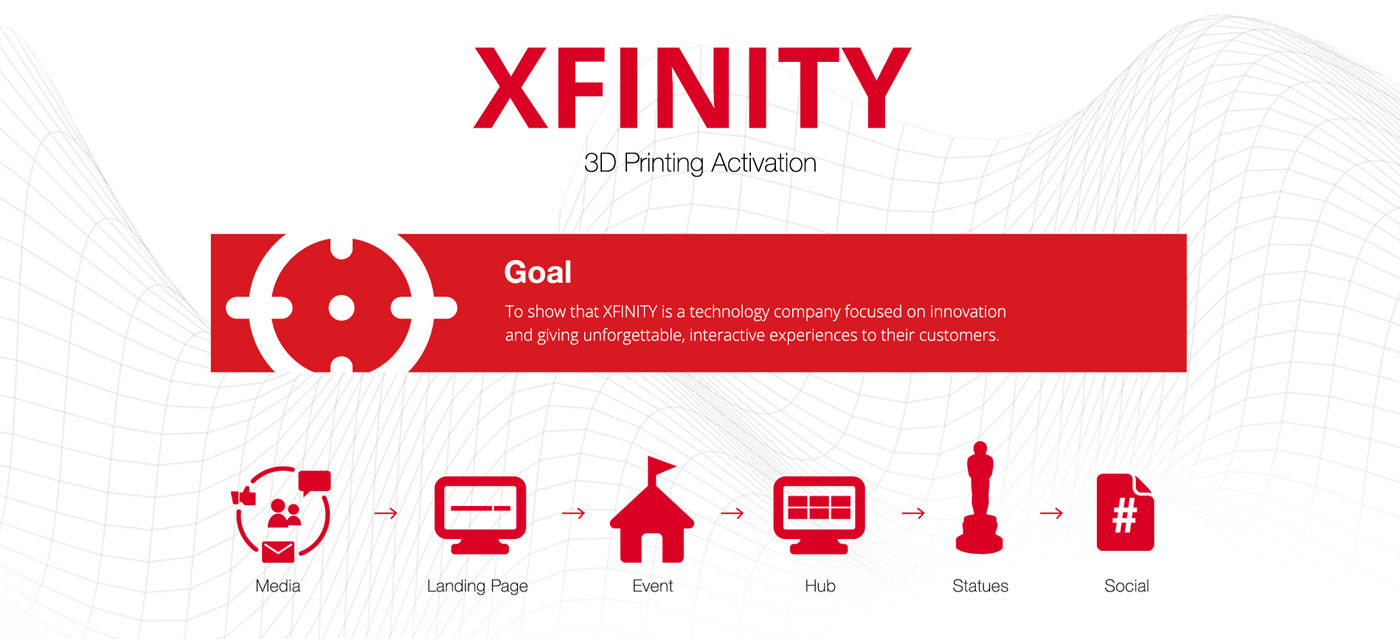 XFINITY
3D Printing Activation
Goal
To show that XFINITY is a technology company focused on innovation
and giving unforgettable, interactive experiences to their customers.
#
Media
Landing Page
Event
Hub
Statues
Social